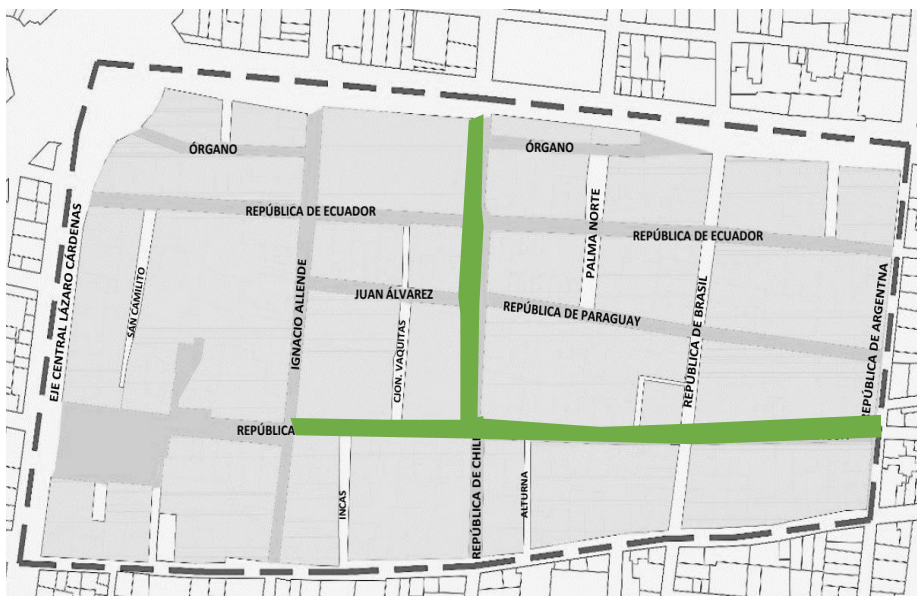 ÓRGANO
ÓRGANO
REPÚBLICA DE ECUADOR
REPÚBLICA DE ECUADOR
EJE CENTRAL LÁZARO CÁRDENAS
SAN CAMILITO
IGNACIO ALLENDE
JUAN ÁLVAREZ
CJON. VAQUITAS
PALMA NORTE
REPÚBLICA DE PARAGUAY
REPÚBLICA DE BRASIL
REPÚBLICA DE ARGENTNA
REPÚBLICA
INCAS
REPÚBLICA DE CHIL
ALTURNA